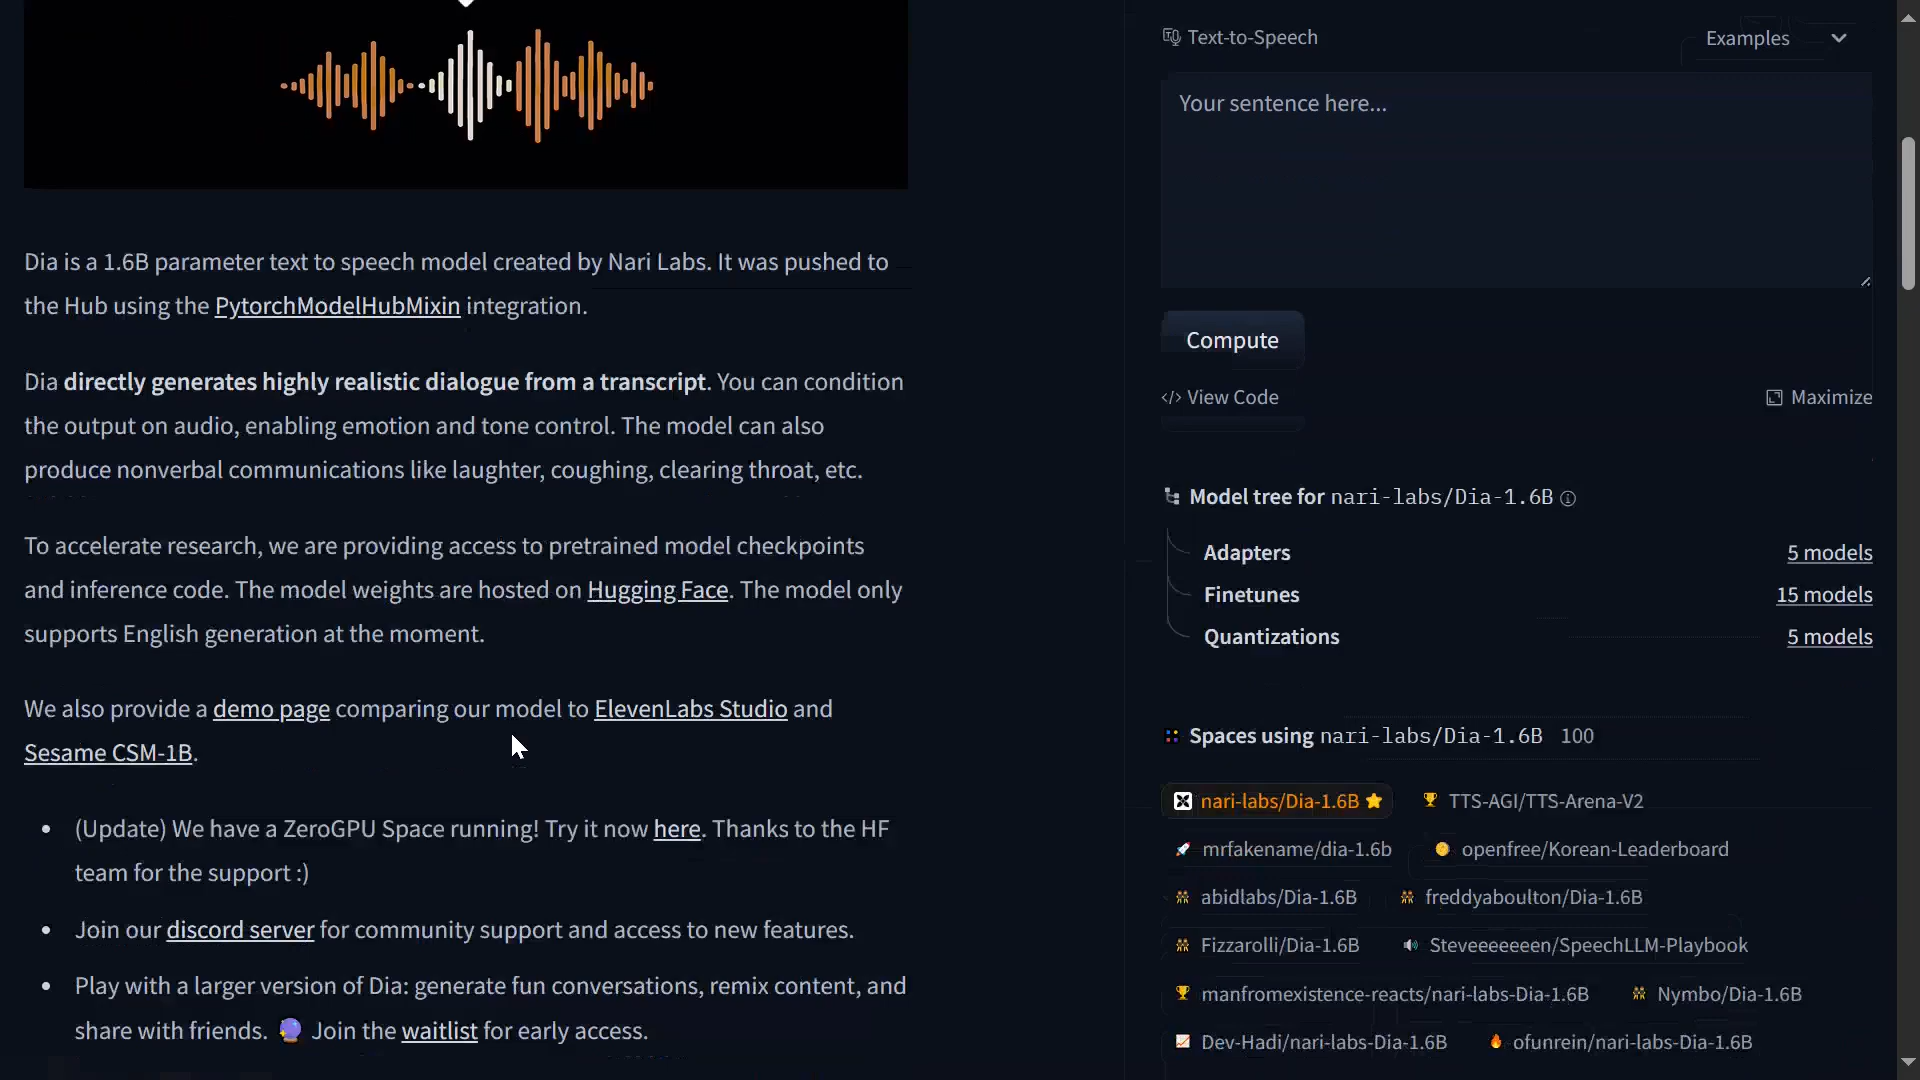 Dia is a 1.6B parameter text to speech model created by Nari Labs. It was pushed to
the Hub using the PytorchModelHubMixin integration.
Dia directly generates highly realistic dialogue from a transcript. You can condition
the output on audio, enabling emotion and tone control. The model can also
produce nonverbal communications like laughter, coughing, clearing throat, etc.
To accelerate research, we are providing access to pretrained model checkpoints
and inference code. The model weights are hosted on Hugging Face. The model only
supports English generation at the moment.
We also provide a demo page comparing our model to ElevenLabs Studio and
Sesame CSM-1B.
• (Update) We have a ZeroGPU Space running! Try it now here. Thanks to the HF
team for the support :)
• Join our discord server for community support and access to new features.
• Play with a larger version of Dia: generate fun conversations, remix content, and
share with friends. 🔮 Join the waitlist for early access.
Text-to-Speech
Examples
Your sentence here...
Compute
</> View Code
Maximize
Model tree for nari-labs/Dia-1.6B
Adapters 5 models
Finetunes 15 models
Quantizations 5 models
Spaces using nari-labs/Dia-1.6B 100
nari-labs/Dia-1.6B ⭐ 🏆 TTS-AGI/TTS-Arena-V2
🚀 mrfakename/dia-1.6b openfree/Korean-Leaderboard
👯 abidlabs/Dia-1.6B 👯 freddyaboulton/Dia-1.6B
👯 Fizzarolli/Dia-1.6B 🔊 Steveeeeeeen/SpeechLLM-Playbook
🏆 manfromexistence-reacts/nari-labs-Dia-1.6B 👯 Nymbo/Dia-1.6B
📈 Dev-Hadi/nari-labs-Dia-1.6B 🔥 ofunrein/nari-labs-Dia-1.6B